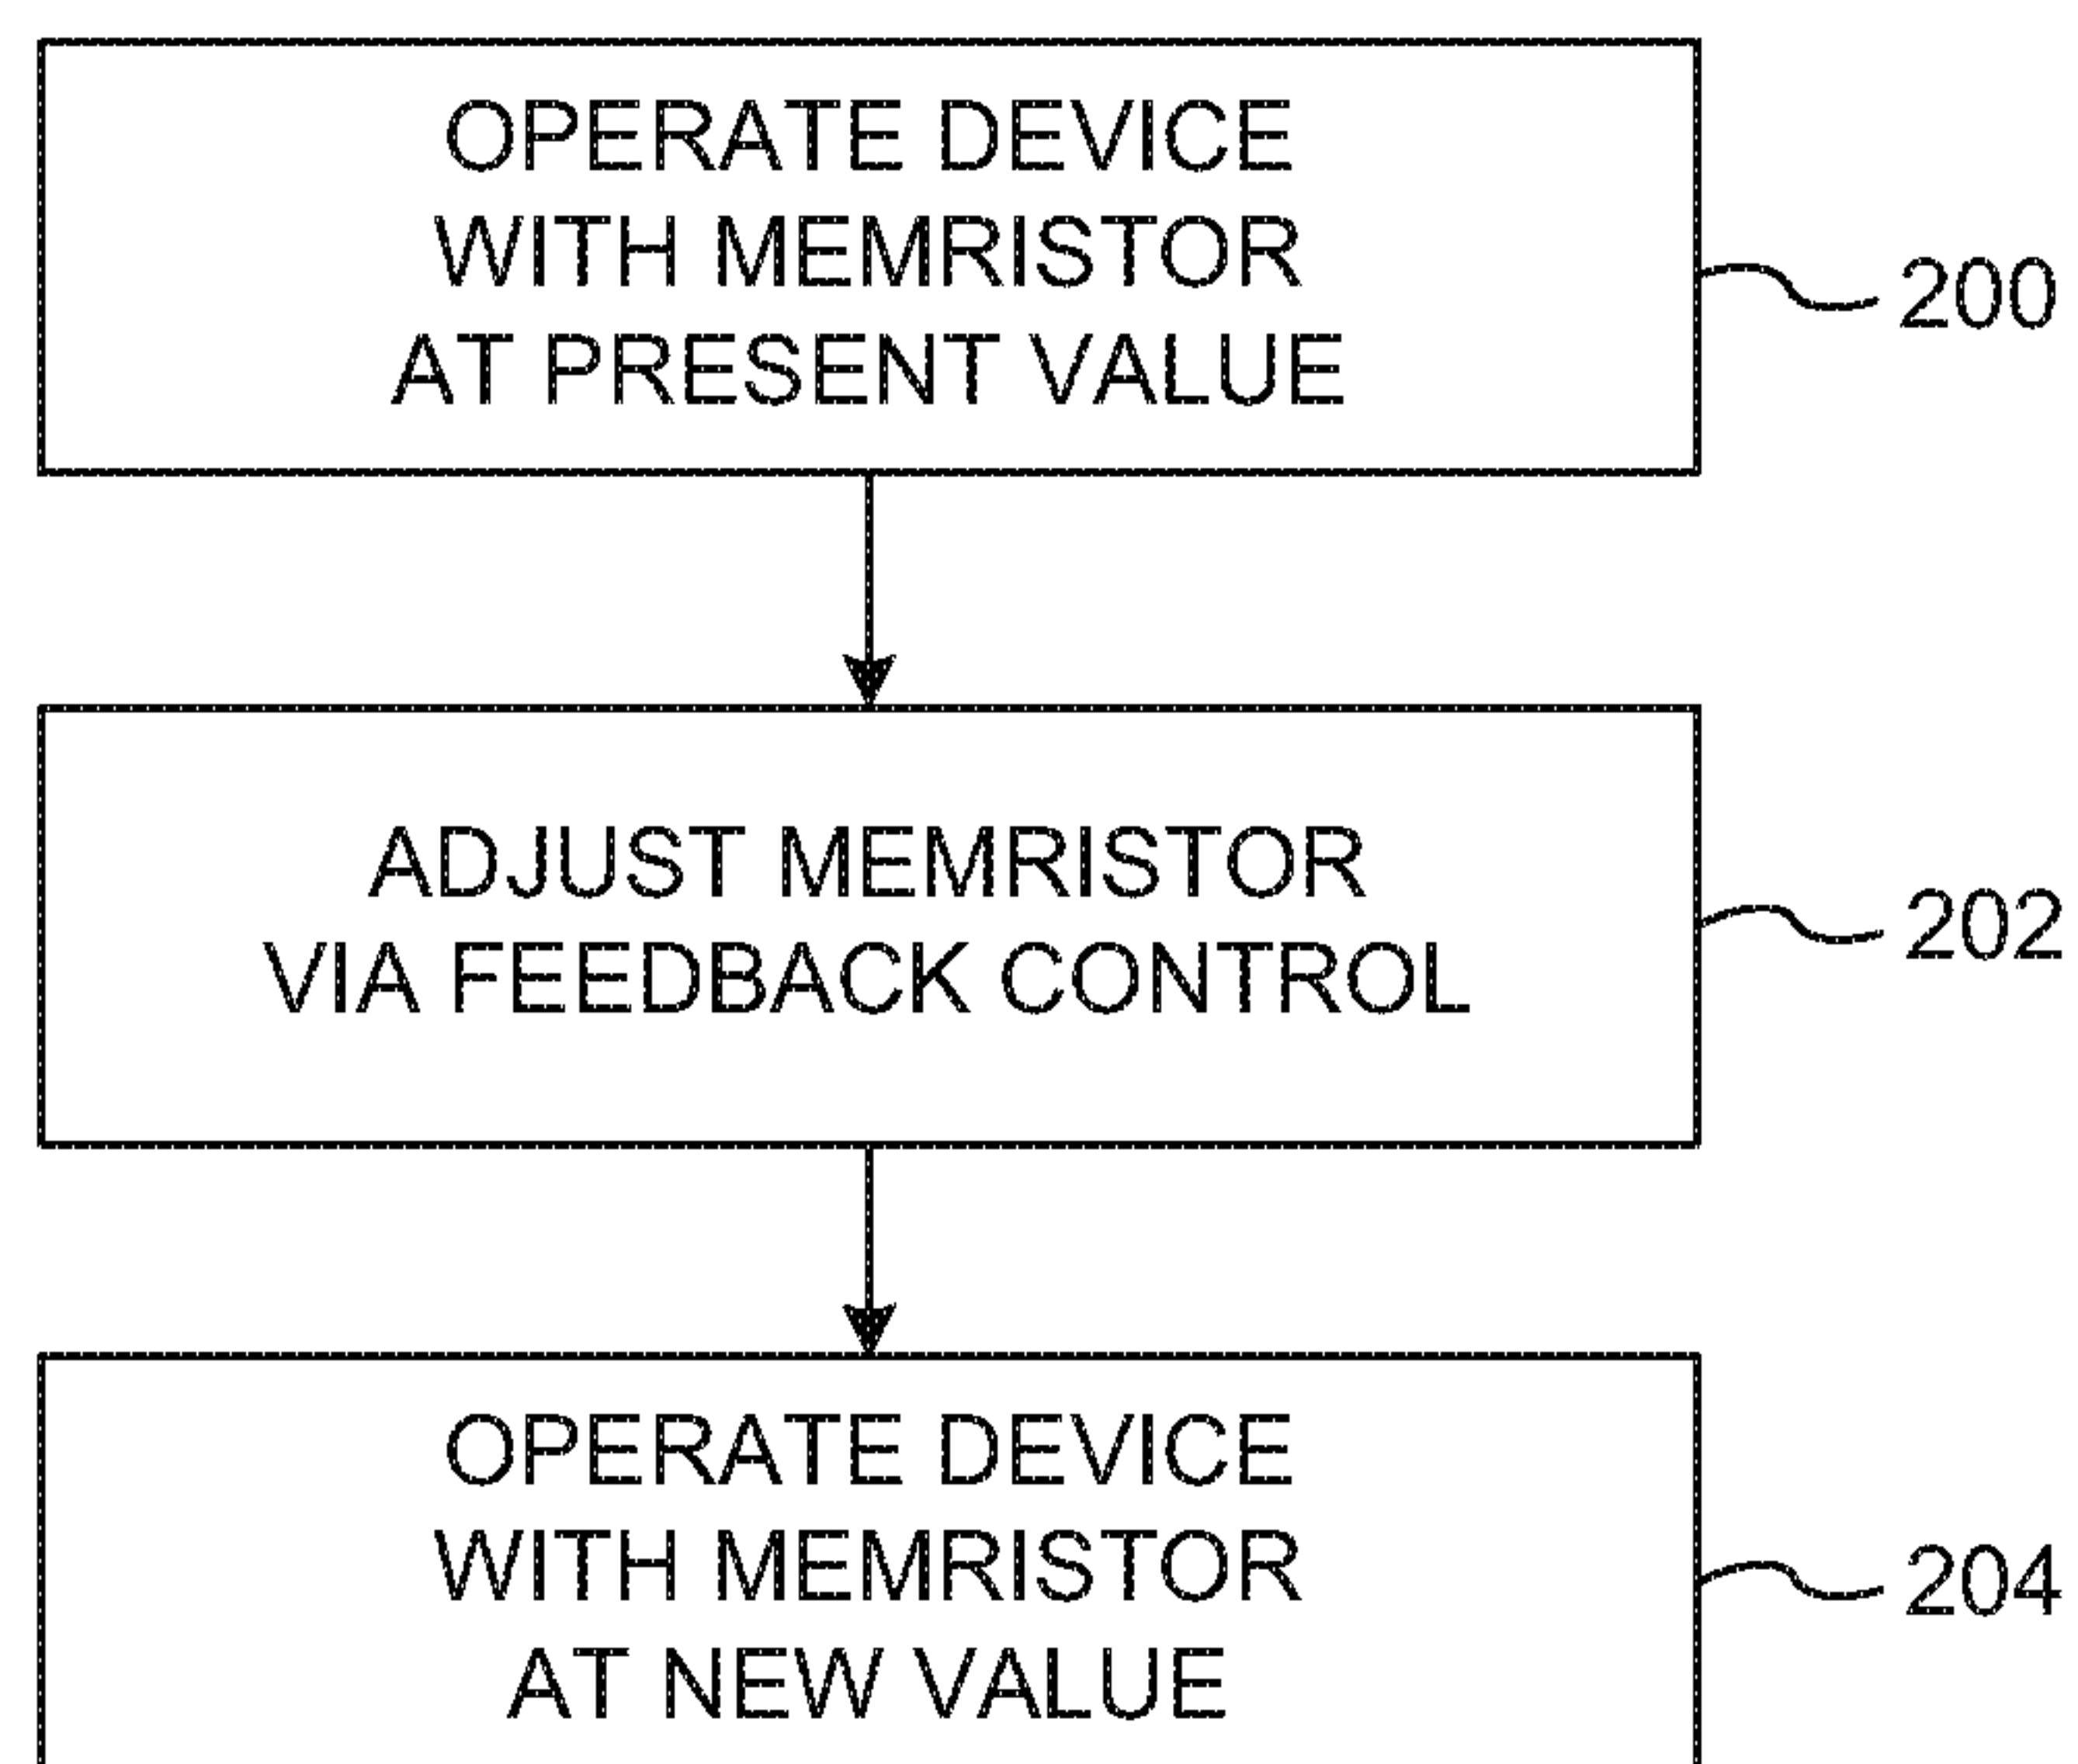 OPERATE DEVICE
WITH MEMRISTOR
AT PRESENT VALUE
200
ADJUST MEMRISTOR
VIA FEEDBACK CONTROL
202
OPERATE DEVICE
WITH MEMRISTOR
AT NEW VALUE
204